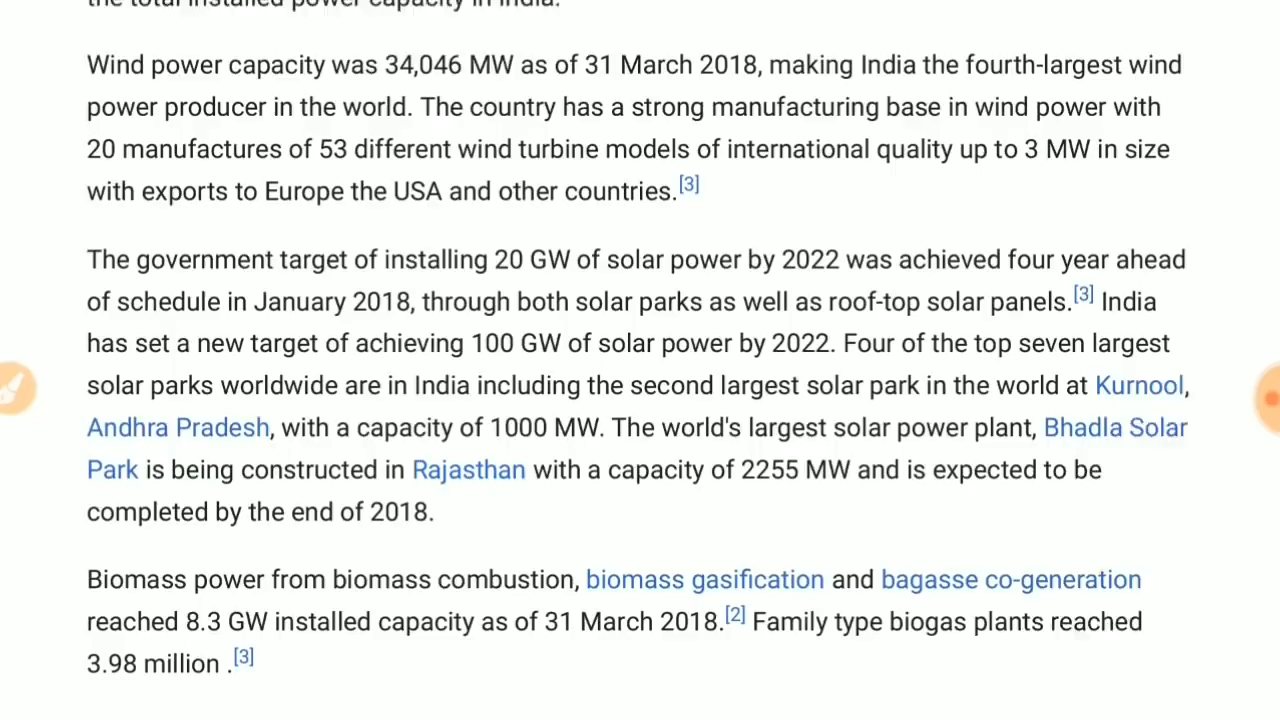 the total installed power capacity in India.
Wind power capacity was 34,046 MW as of 31 March 2018, making India the fourth-largest wind
power producer in the world. The country has a strong manufacturing base in wind power with
20 manufactures of 53 different wind turbine models of international quality up to 3 MW in size
with exports to Europe the USA and other countries.[3]
The government target of installing 20 GW of solar power by 2022 was achieved four year ahead
of schedule in January 2018, through both solar parks as well as roof-top solar panels.[3] India
has set a new target of achieving 100 GW of solar power by 2022. Four of the top seven largest
solar parks worldwide are in India including the second largest solar park in the world at Kurnool,
Andhra Pradesh, with a capacity of 1000 MW. The world's largest solar power plant, Bhadla Solar
Park is being constructed in Rajasthan with a capacity of 2255 MW and is expected to be
completed by the end of 2018.
Biomass power from biomass combustion, biomass gasification and bagasse co-generation
reached 8.3 GW installed capacity as of 31 March 2018.[2] Family type biogas plants reached
3.98 million .[3]